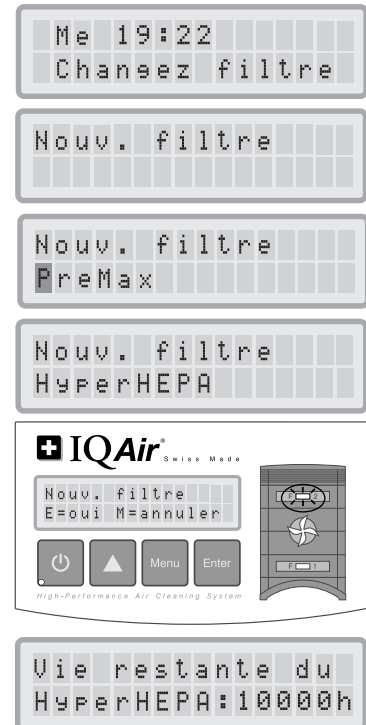 Me 19:22
Changez filtre
Nouv. filtre
Nouv. filtre
PreMax
Nouv. filtre
HyperHEPA
IQAir®
Swiss Made
Nouv. filtre
E=oui M=annuler
Menu Enter
High-Performance Air Cleaning System
F 2
F 1
Vie restante du
HyperHEPA:10000h